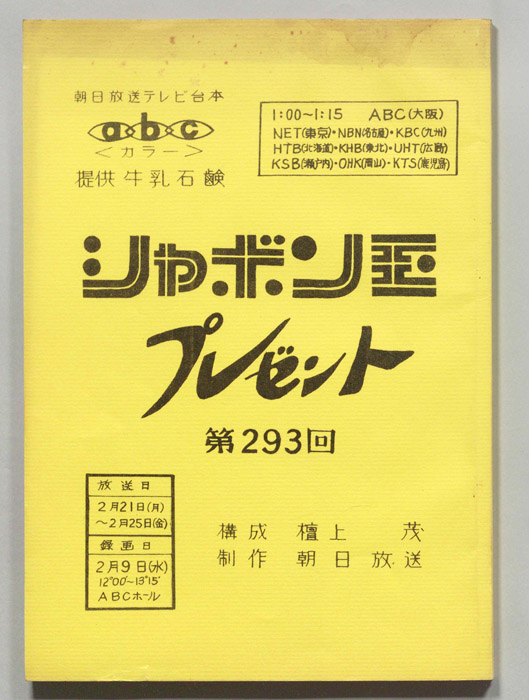 朝日放送テレビ台本
abc
＜カラー＞
提供 牛乳石鹸
1:00～1:15 ABC(大阪)
NET(東京)・NBN(名古屋)・KBC(九州)
HTB(北海道)・KHB(東北)・UHT(広島)
KSB(瀬戸内)・OHK(岡山)・KTS(鹿児島)
シャボン玉
プレゼント
第293回
放送日
2月21日(月)
～2月25日(金)
録画日
2月9日(水)
12°00′～13°15′
ABCホール
構成 檀上 茂
制作 朝日放送